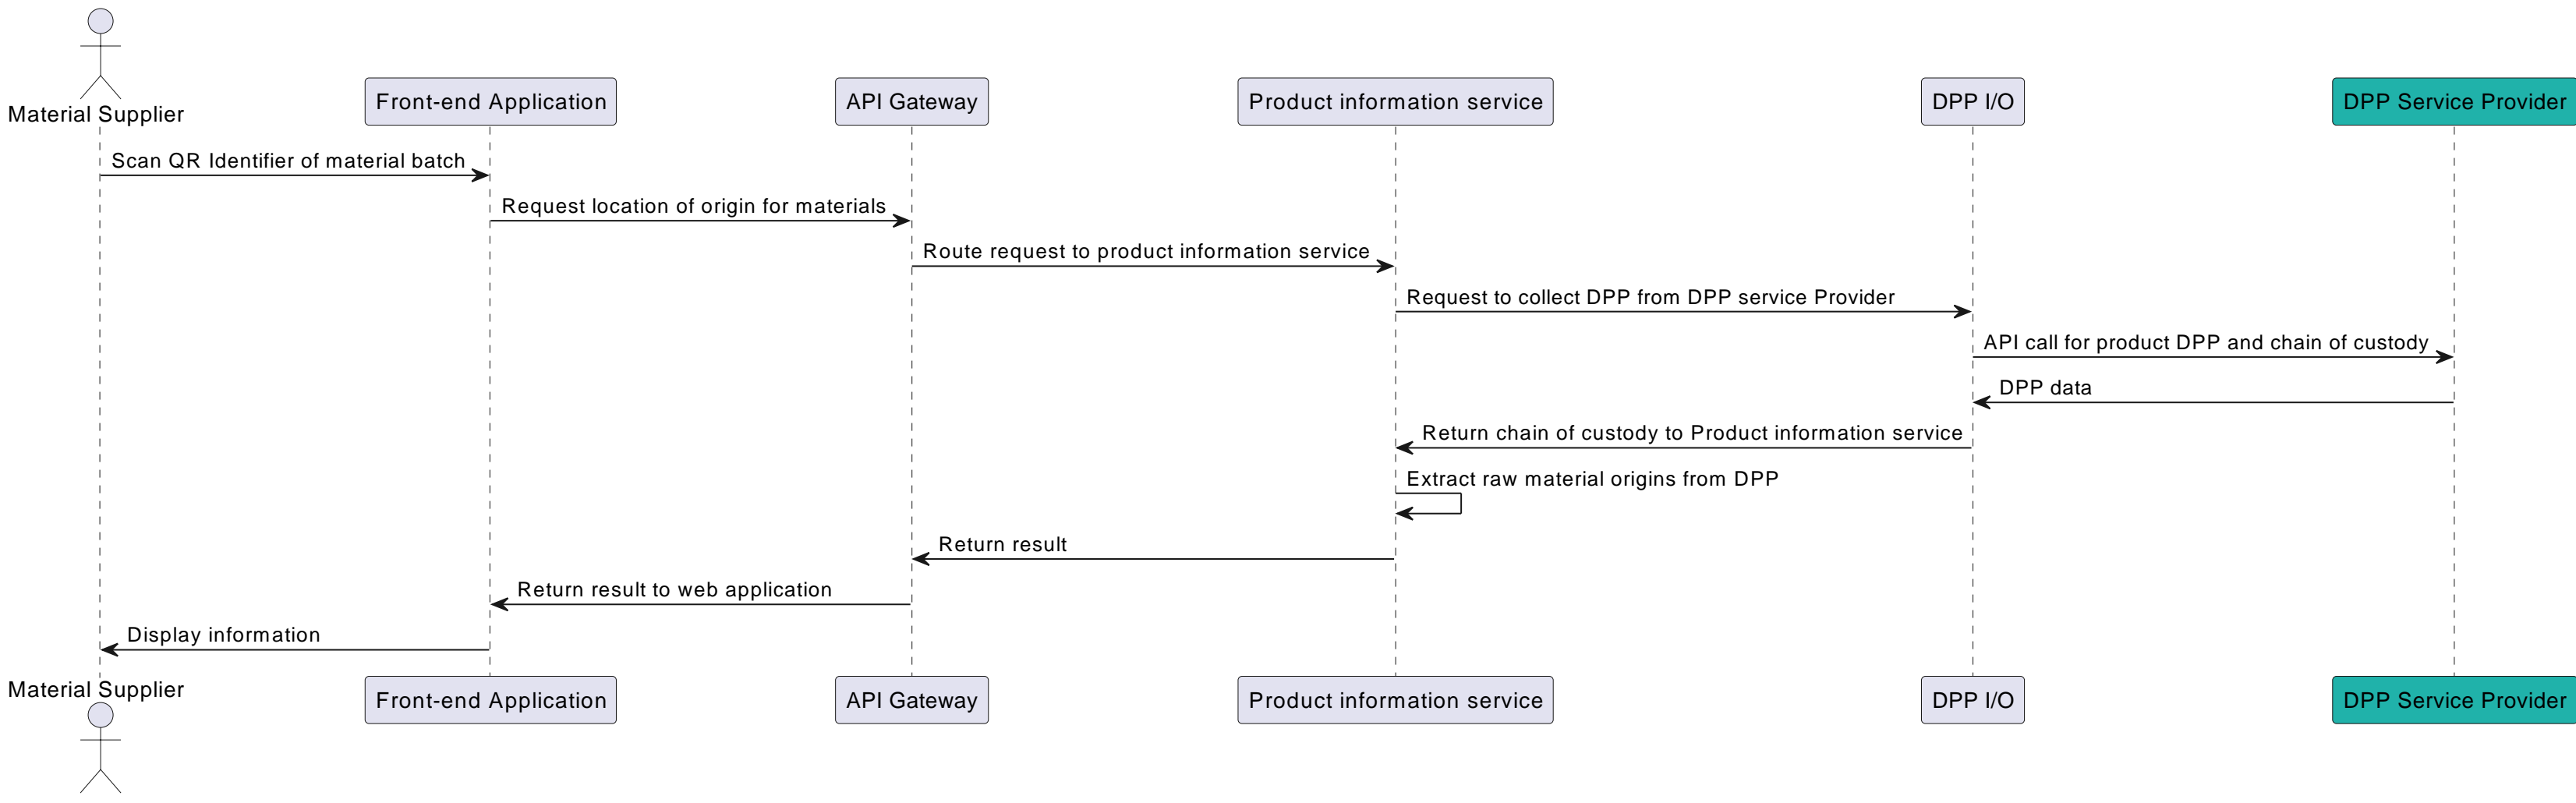 Material Supplier
Front-end Application
API Gateway
Product information service
DPP I/O
DPP Service Provider
Scan QR Identifier of material batch
Request location of origin for materials
Route request to product information service
Request to collect DPP from DPP service Provider
API call for product DPP and chain of custody
DPP data
Return chain of custody to Product information service
Extract raw material origins from DPP
Return result
Return result to web application
Display information
Material Supplier
Front-end Application
API Gateway
Product information service
DPP I/O
DPP Service Provider